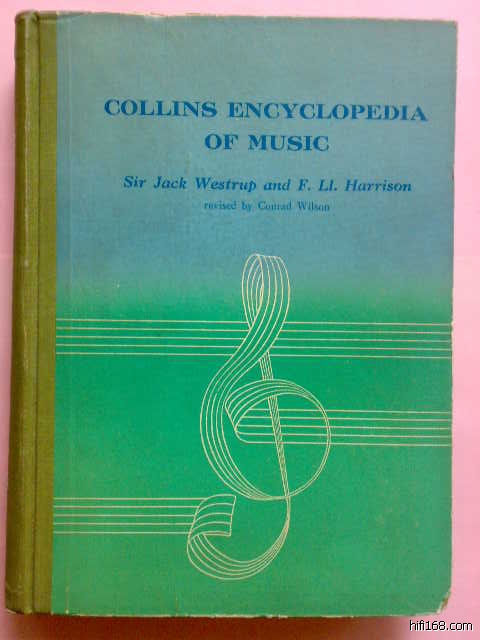 COLLINS ENCYCLOPEDIA
OF MUSIC
Sir Jack Westrup and F. Ll. Harrison
revised by Conrad Wilson
hifi168.com